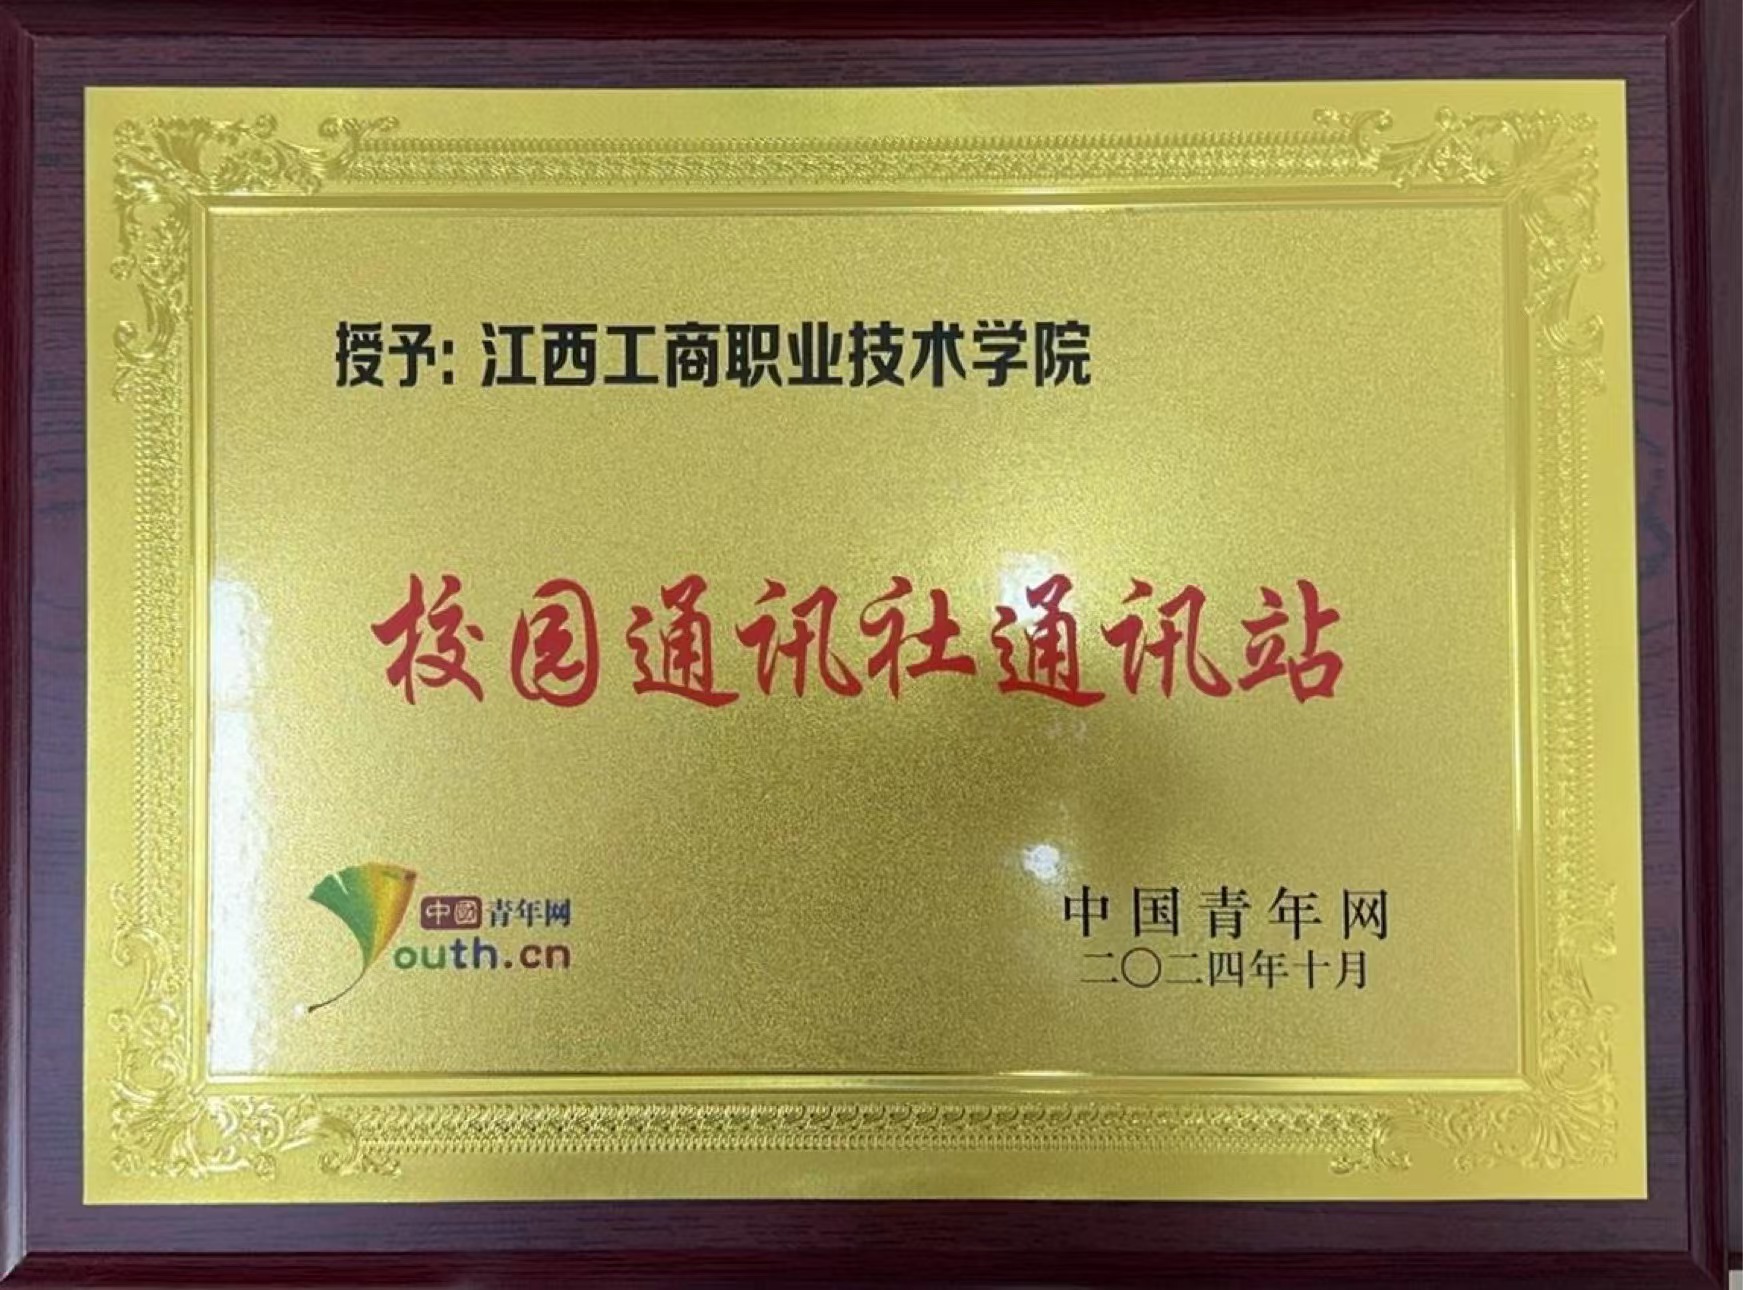 授予: 江西工商职业技术学院
校园通讯社通讯站
中國青年网
Youth.cn
中国青年网
二〇二四年十月